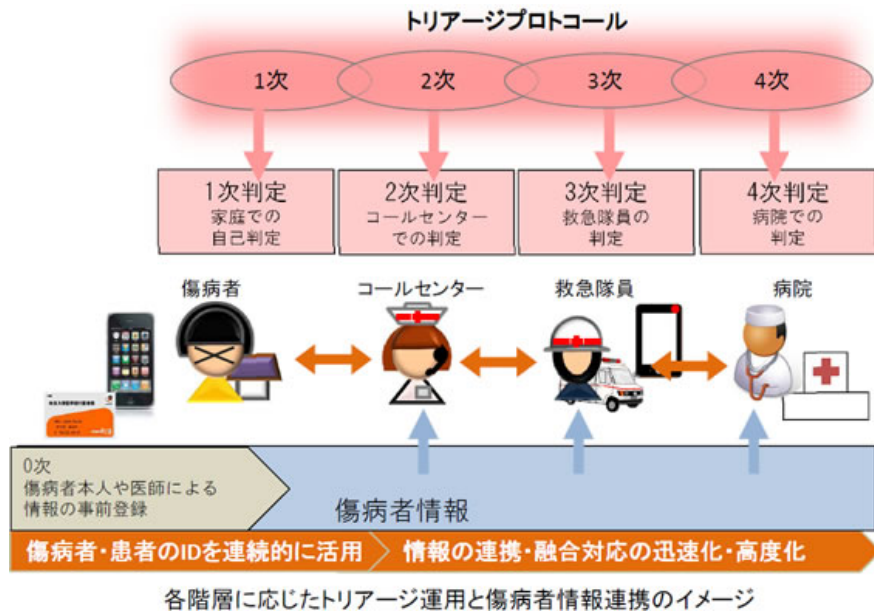 トリアージプロトコール
1次
2次
3次
4次
1次判定
家庭での
自己判定
2次判定
コールセンター
での判定
3次判定
救急隊員の
判定
4次判定
病院での
判定
傷病者
コールセンター
救急隊員
病院
0次
傷病者本人や医師による
情報の事前登録
傷病者情報
傷病者・患者のIDを連続的に活用
情報の連携・融合対応の迅速化・高度化
各階層に応じたトリアージ運用と傷病者情報連携のイメージ